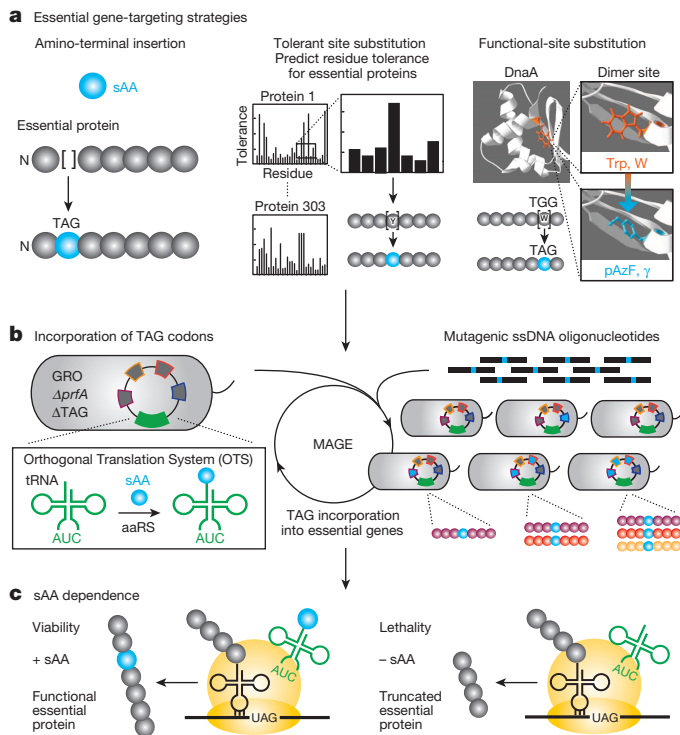 a Essential gene-targeting strategies
Amino-terminal insertion
sAA
Essential protein
N [ ]
TAG
N
Tolerant site substitution
Predict residue tolerance
for essential proteins
Protein 1
Tolerance
Residue
Protein 303
Y
Functional-site substitution
DnaA
Dimer site
Trp, W
TGG
W
TAG
pAzF, γ
b Incorporation of TAG codons
GRO
ΔprfA
ΔTAG
Orthogonal Translation System (OTS)
tRNA
sAA
aaRS
AUC
AUC
MAGE
TAG incorporation
into essential genes
Mutagenic ssDNA oligonucleotides
c sAA dependence
Viability
+ sAA
Functional
essential
protein
AUC
UAG
Lethality
– sAA
Truncated
essential
protein
AUC
UAG